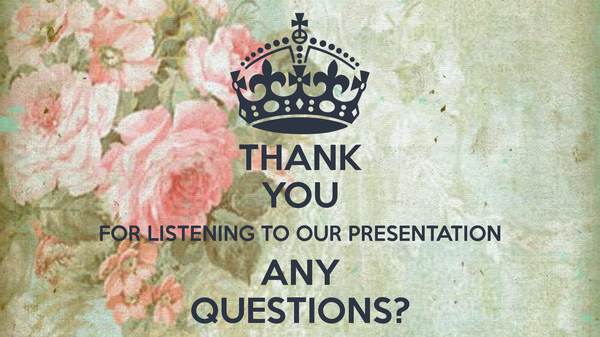 THANK
YOU
FOR LISTENING TO OUR PRESENTATION
ANY
QUESTIONS?